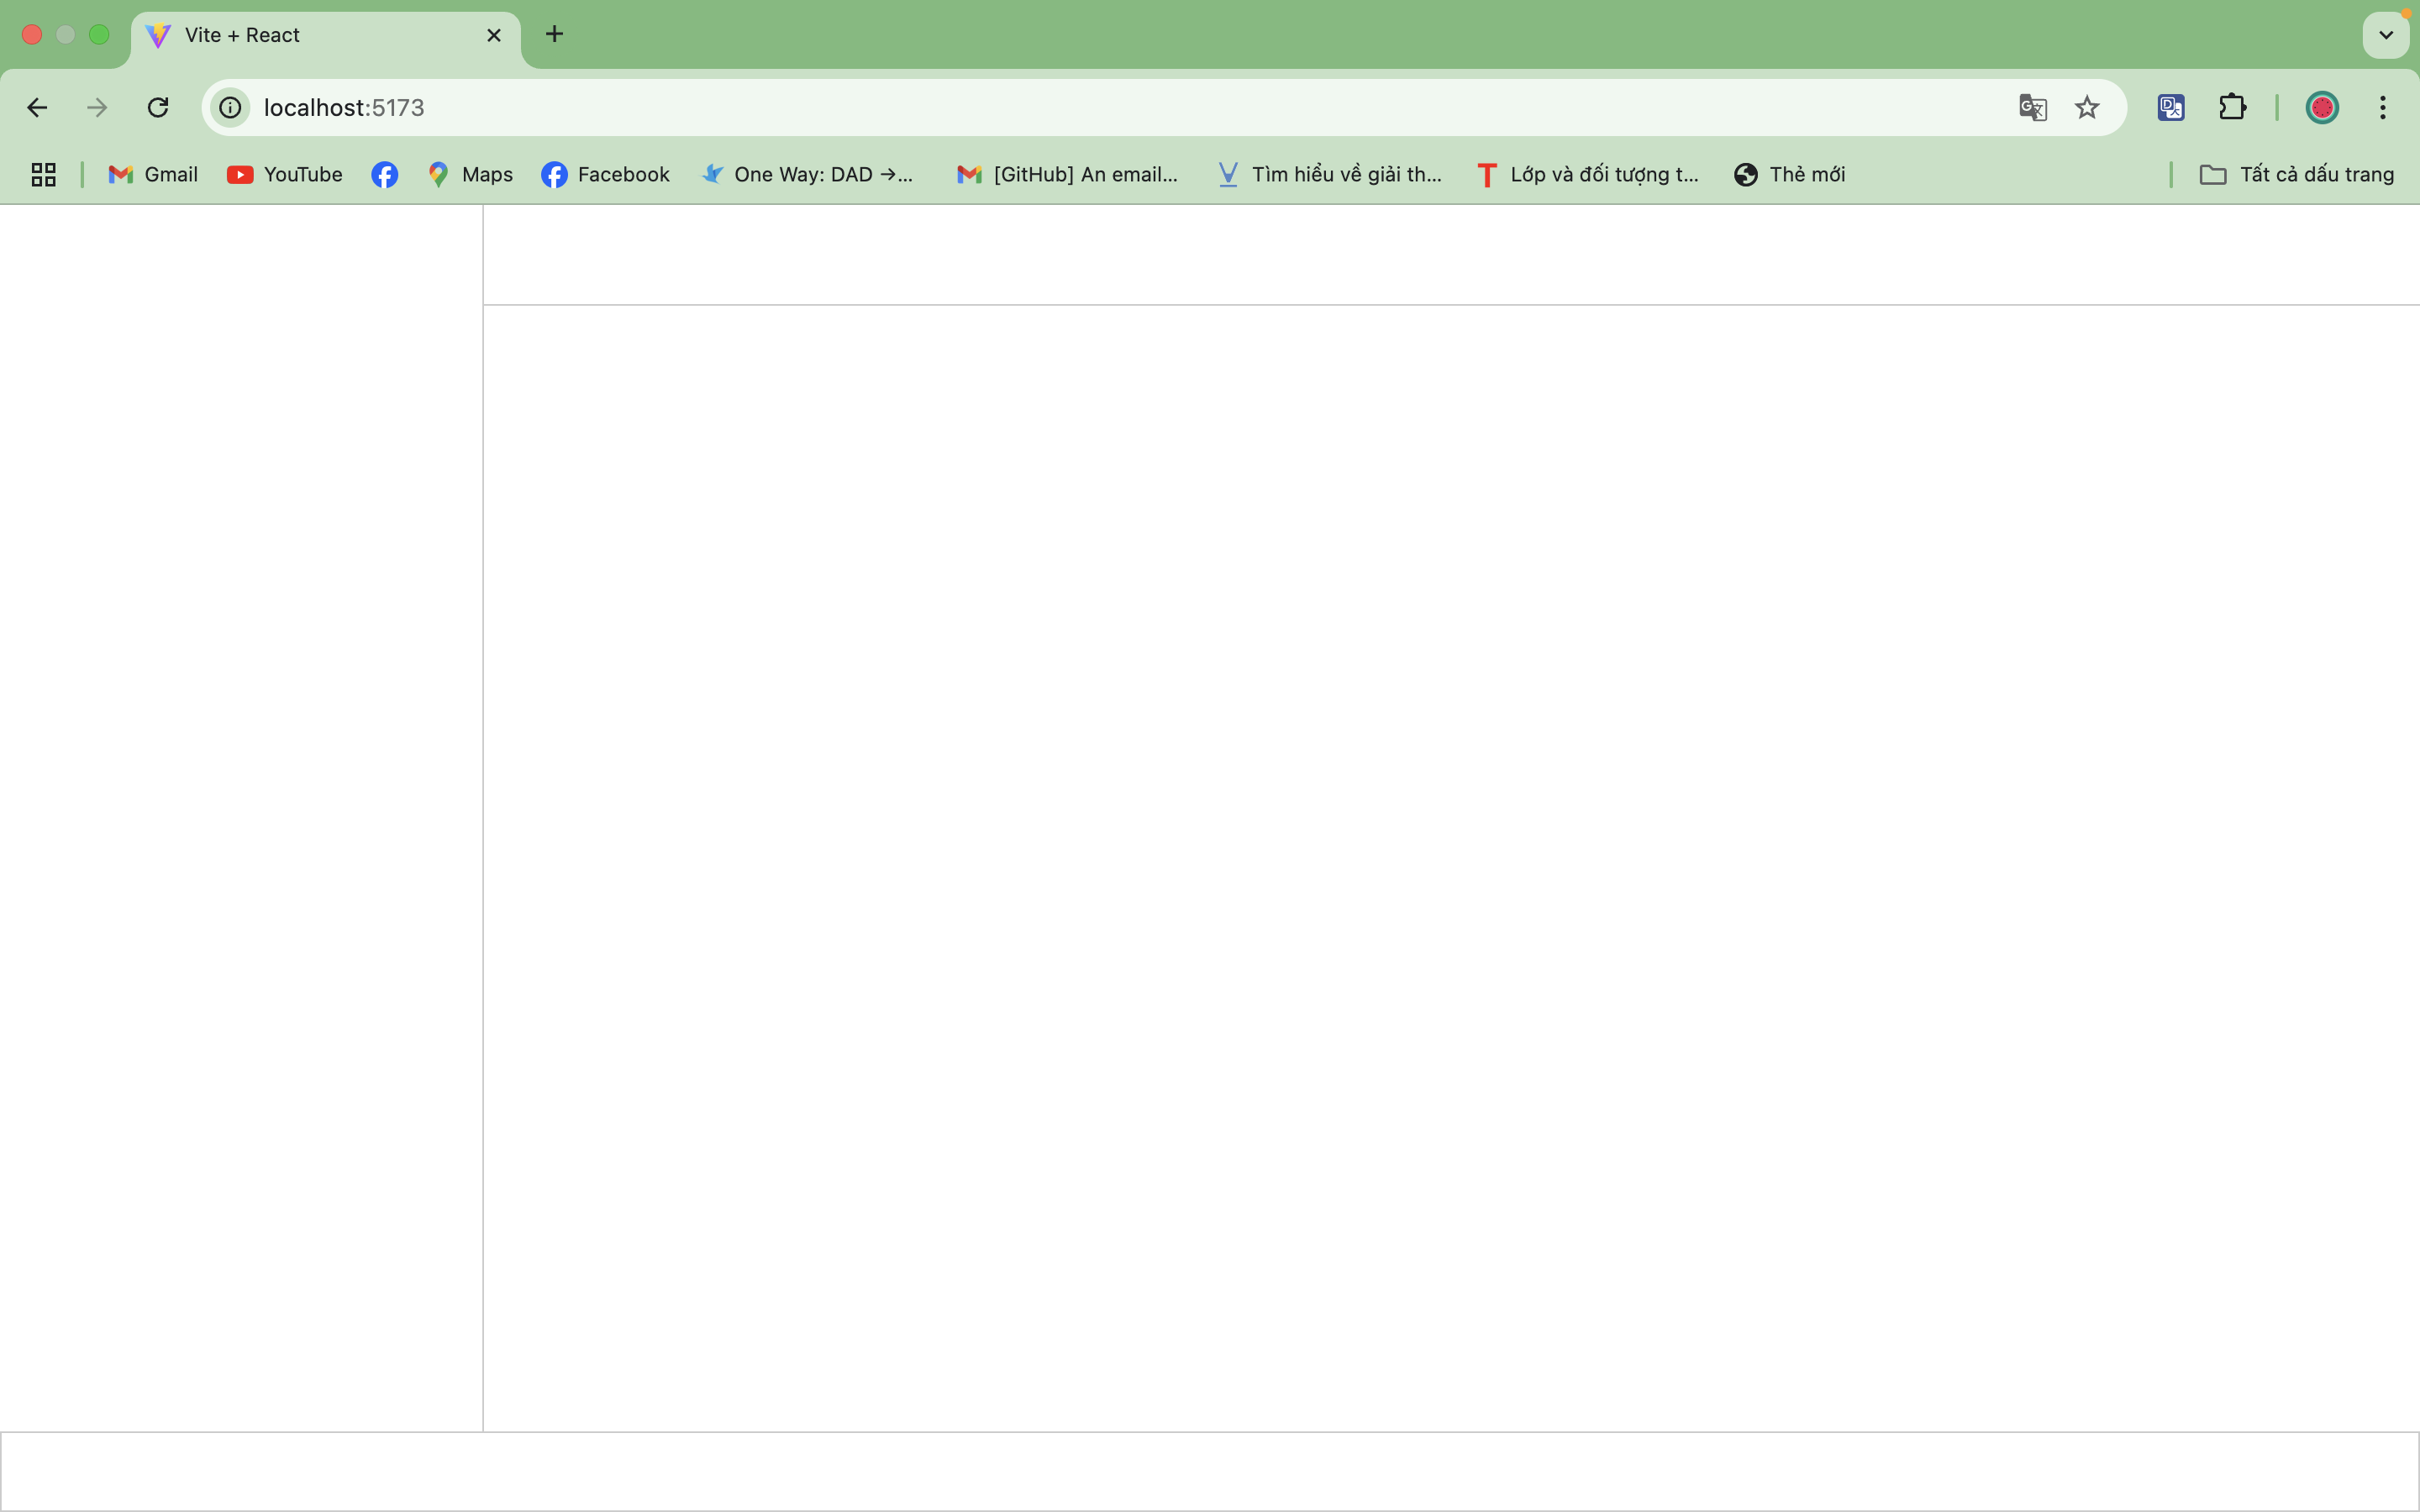 Vite + React
localhost:5173
Gmail YouTube Maps Facebook One Way: DAD →... [GitHub] An email... Tìm hiểu về giải th... Lớp và đối tượng t... Thẻ mới Tất cả dấu trang